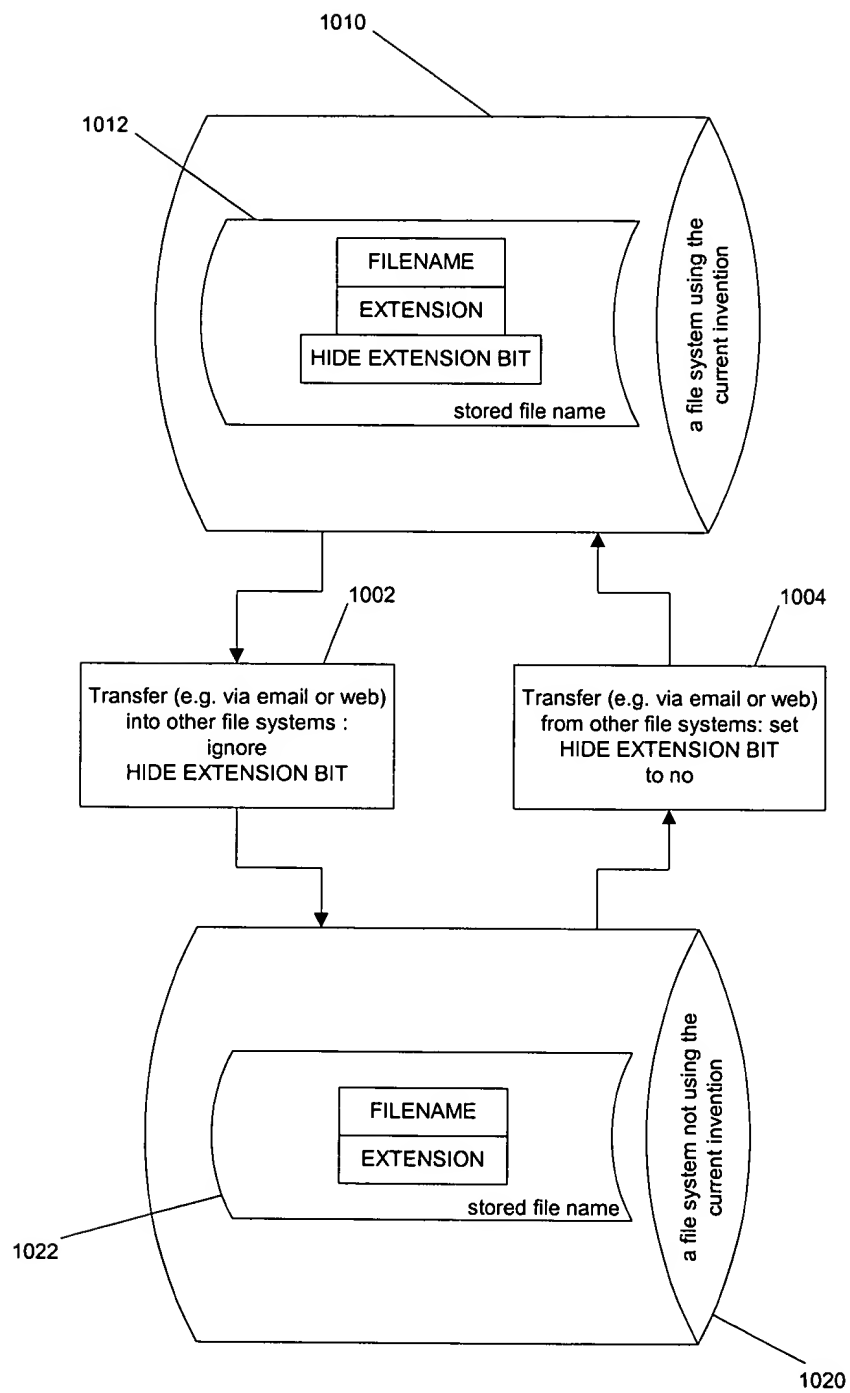 1010
1012
FILENAME
EXTENSION
HIDE EXTENSION BIT
stored file name
a file system using the
current invention
1002
Transfer (e.g. via email or web)
into other file systems :
ignore
HIDE EXTENSION BIT
1004
Transfer (e.g. via email or web)
from other file systems: set
HIDE EXTENSION BIT
to no
FILENAME
EXTENSION
stored file name
a file system not using the
current invention
1022
1020